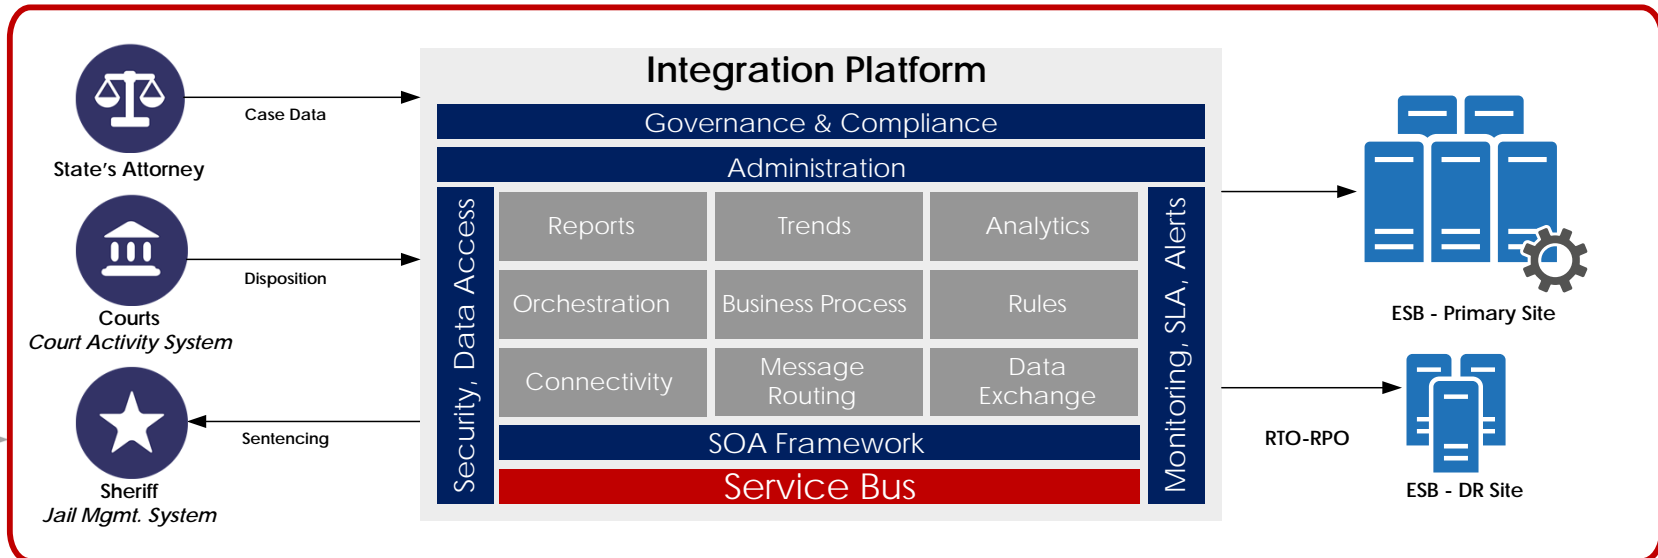 Integration Platform
Governance & Compliance
Administration
Security, Data Access
Reports
Trends
Analytics
Orchestration
Business Process
Rules
Connectivity
Message
Routing
Data
Exchange
SOA Framework
Service Bus
Monitoring, SLA, Alerts
Case Data
State's Attorney
Disposition
Courts
Court Activity System
Sentencing
Sheriff
Jail Mgmt. System
ESB - Primary Site
RTO-RPO
ESB - DR Site